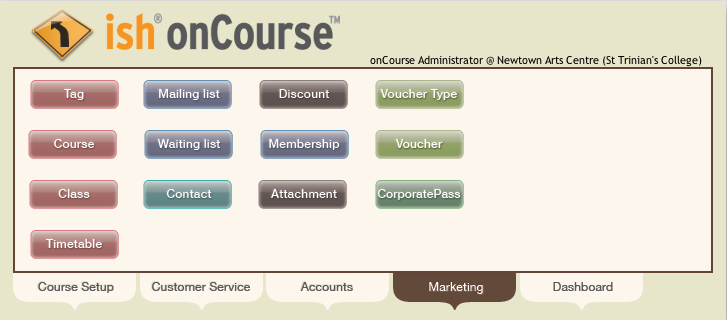 ish® onCourse™
onCourse Administrator @ Newtown Arts Centre (St Trinian's College)
Tag Mailing list Discount Voucher Type
Course Waiting list Membership Voucher
Class Contact Attachment CorporatePass
Timetable
Course Setup Customer Service Accounts Marketing Dashboard